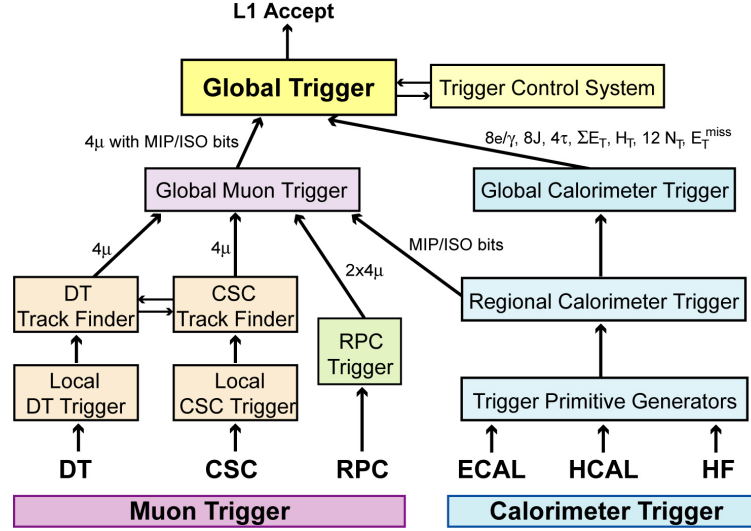 L1 Accept
Global Trigger
Trigger Control System
4μ with MIP/ISO bits
8e/γ, 8J, 4τ, ΣE_T, H_T, 12 N_T, E_T^miss
Global Muon Trigger
Global Calorimeter Trigger
4μ
4μ
2x4μ
MIP/ISO bits
DT
Track Finder
CSC
Track Finder
Regional Calorimeter Trigger
RPC
Trigger
Local
DT Trigger
Local
CSC Trigger
Trigger Primitive Generators
DT
CSC
RPC
ECAL
HCAL
HF
Muon Trigger
Calorimeter Trigger